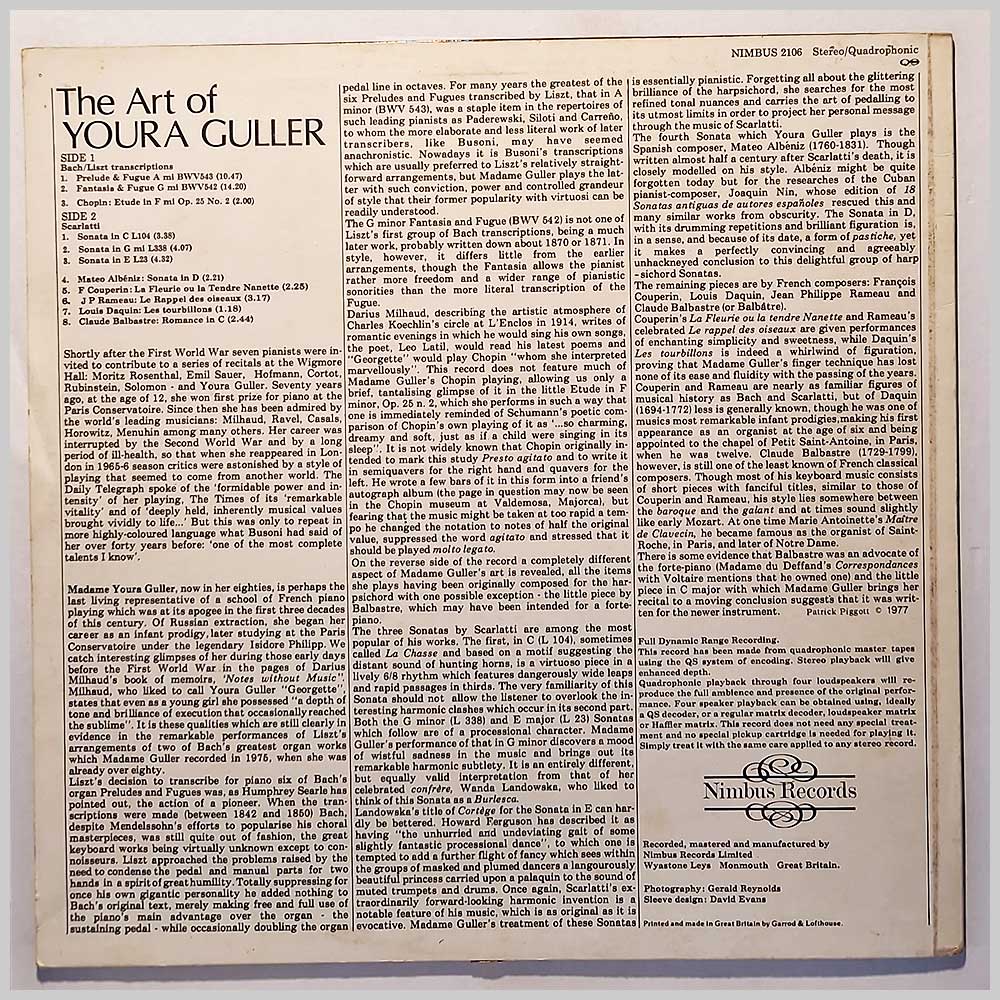 NIMBUS 2106 Stereo/Quadrophonic
The Art of
YOURA GULLER
SIDE 1
Bach/Liszt transcriptions
1. Prelude & Fugue A mi BWV543 (10.47)
2. Fantasia & Fugue G mi BWV542 (14.20)
3. Chopin: Etude in F mi Op. 25 No. 2 (2.00)
SIDE 2
Scarlatti
1. Sonata in C L104 (3.38)
2. Sonata in G mi L338 (4.07)
3. Sonata in E L23 (4.32)
4. Mateo Albéniz: Sonata in D (2.21)
5. F Couperin: La Fleurie ou la Tendre Nanette (2.25)
6. J P Rameau: Le Rappel des oiseaux (3.17)
7. Louis Daquin: Les tourbillons (1.18)
8. Claude Balbastre: Romance in C (2.44)
Shortly after the First World War seven pianists were in-
vited to contribute to a series of recitals at the Wigmore
Hall: Moritz Rosenthal, Emil Sauer, Hofmann, Cortot,
Rubinstein, Solomon - and Youra Guller. Seventy years
ago, at the age of 12, she won first prize for piano at the
Paris Conservatoire. Since then she has been admired by
the world's leading musicians: Milhaud, Ravel, Casals,
Horowitz, Menuhin among many others. Her career was
interrupted by the Second World War and by a long
period of ill-health, so that when she reappeared in Lon-
don in 1965-6 season critics were astonished by a style of
playing that seemed to come from another world. The
Daily Telegraph spoke of the 'formidable power and in-
tensity' of her playing, The Times of its 'remarkable
vitality' and of 'deeply held, inherently musical values
brought vividly to life...' But this was only to repeat in
more highly-coloured language what Busoni had said of
her over forty years before: 'one of the most complete
talents I know'.
Madame Youra Guller, now in her eighties, is perhaps the
last living representative of a school of French piano
playing which was at its apogee in the first three decades
of this century. Of Russian extraction, she began her
career as an infant prodigy, later studying at the Paris
Conservatoire under the legendary Isidore Philipp. We
catch interesting glimpses of her during those early days
before the First World War in the pages of Darius
Milhaud's book of memoirs, 'Notes without Music'.
Milhaud, who liked to call Youra Guller "Georgette",
states that even as a young girl she possessed "a depth of
tone and brilliance of execution that occasionally reached
the sublime". It is these qualities which are still clearly in
evidence in the remarkable performances of Liszt's
arrangements of two of Bach's greatest organ works
which Madame Guller recorded in 1975, when she was
already over eighty.
Liszt's decision to transcribe for piano six of Bach's
organ Preludes and Fugues was, as Humphrey Searle has
pointed out, the action of a pioneer. When the tran-
scriptions were made (between 1842 and 1850) Bach,
despite Mendelssohn's efforts to popularise his choral
masterpieces, was still quite out of fashion, the great
keyboard works being virtually unknown except to con-
noisseurs. Liszt approached the problems raised by the
need to condense the pedal and manual parts for two
hands in a spirit of great humility. Totally suppressing for
once his own gigantic personality he added nothing to
Bach's original text, merely making free and full use of
the piano's main advantage over the organ - the
sustaining pedal - while occasionally doubling the organ
pedal line in octaves. For many years the greatest of the
six Preludes and Fugues transcribed by Liszt, that in A
minor (BWV 543), was a staple item in the repertoires of
such leading pianists as Paderewski, Siloti and Carreño,
to whom the more elaborate and less literal work of later
transcribers, like Busoni, may have seemed
anachronistic. Nowadays it is Busoni's transcriptions
which are usually preferred to Liszt's relatively straight-
forward arrangements, but Madame Guller plays the lat-
ter with such conviction, power and controlled grandeur
of style that their former popularity with virtuosi can be
readily understood.
The G minor Fantasia and Fugue (BWV 542) is not one of
Liszt's first group of Bach transcriptions, being a much
later work, probably written down about 1870 or 1871. In
style, however, it differs little from the earlier
arrangements, though the Fantasia allows the pianist
rather more freedom and a wider range of pianistic
sonorities than the more literal transcription of the
Fugue.
Darius Milhaud, describing the artistic atmosphere of
Charles Koechlin's circle at L'Enclos in 1914, writes of
romantic evenings in which he would sing his own songs,
the poet, Leo Latil, would read his latest poems and
"Georgette" would play Chopin "whom she interpreted
marvellously". This record does not feature much of
Madame Guller's Chopin playing, allowing us only a
brief, tantalising glimpse of it in the little Etude in F
minor, Op. 25 n. 2, which she performs in such a way that
one is immediately reminded of Schumann's poetic com-
parison of Chopin's own playing of it as '...so charming,
dreamy and soft, just as if a child were singing in its
sleep". It is not widely known that Chopin originally in-
tended to mark this study Presto agitato and to write it
in semiquavers for the right hand and quavers for the
left. He wrote a few bars of it in this form into a friend's
autograph album (the page in question may now be seen
in the Chopin museum at Valdemosa, Majorca), but
fearing that the music might be taken at too rapid a tem-
po he changed the notation to notes of half the original
value, suppressed the word agitato and stressed that it
should be played molto legato.
On the reverse side of the record a completely different
aspect of Madame Guller's art is revealed, all the items
she plays having been originally composed for the har-
psichord with one possible exception - the little piece by
Balbastre, which may have been intended for a forte-
piano.
The three Sonatas by Scarlatti are among the most
popular of his works. The first, in C (L 104), sometimes
called La Chasse and based on a motif suggesting the
distant sound of hunting horns, is a virtuoso piece in a
lively 6/8 rhythm which features dangerously wide leaps
and rapid passages in thirds. The very familiarity of this
Sonata should not allow the listener to overlook the in-
teresting harmonic clashes which occur in its second part.
Both the G minor (L 338) and E major (L 23) Sonatas
which follow are of a processional character. Madame
Guller's performance of that in G minor discovers a mood
of wistful sadness in the music and brings out its
remarkable harmonic subtlety. It is an entirely different,
but equally valid interpretation from that of her
celebrated confrère, Wanda Landowska, who liked to
think of this Sonata as a Burlesca.
Landowska's title of Cortège for the Sonata in E can har-
dly be bettered. Howard Ferguson has described it as
having "the unhurried and undeviating gait of some
slightly fantastic processional dance", to which one is
tempted to add a further flight of fancy which sees within
the groups of masked and plumed dancers a langourously
beautiful princess carried upon a palaquin to the sound of
muted trumpets and drums. Once again, Scarlatti's ex-
traordinarily forward-looking harmonic invention is a
notable feature of his music, which is as original as it is
evocative. Madame Guller's treatment of these Sonatas
is essentially pianistic. Forgetting all about the glittering
brilliance of the harpsichord, she searches for the most
refined tonal nuances and carries the art of pedalling to
its utmost limits in order to project her personal message
through the music of Scarlatti.
The fourth Sonata which Youra Guller plays is the
Spanish composer, Mateo Albéniz (1760-1831). Though
written almost half a century after Scarlatti's death, it is
closely modelled on his style. Albéniz might be quite
forgotten today but for the researches of the Cuban
pianist-composer, Joaquin Nin, whose edition of 18
Sonatas antiguas de autores españoles rescued this and
many similar works from obscurity. The Sonata in D,
with its drumming repetitions and brilliant figuration is,
in a sense, and because of its date, a form of pastiche, yet
it makes a perfectly convincing and agreeably
unhackneyed conclusion to this delightful group of harp
-sichord Sonatas.
The remaining pieces are by French composers: François
Couperin, Louis Daquin, Jean Philippe Rameau and
Claude Balbastre (or Balbâtre).
Couperin's La Fleurie ou la tendre Nanette and Rameau's
celebrated Le rappel des oiseaux are given performances
of enchanting simplicity and sweetness, while Daquin's
Les tourbillons is indeed a whirlwind of figuration,
proving that Madame Guller's finger technique has lost
none of its ease and fluidity with the passing of the years.
Couperin and Rameau are nearly as familiar figures of
musical history as Bach and Scarlatti, but of Daquin
(1694-1772) less is generally known, though he was one of
musics most remarkable infant prodigies, making his first
appearance as an organist at the age of six and being
appointed to the chapel of Petit Saint-Antoine, in Paris,
when he was twelve. Claude Balbastre (1729-1799),
however, is still one of the least known of French classical
composers. Though most of his keyboard music consists
of short pieces with fanciful titles, similar to those of
Couperin and Rameau, his style lies somewhere between
the baroque and the galant and at times sound slightly
like early Mozart. At one time Marie Antoinette's Maître
de Clavecin, he became famous as the organist of Saint-
Roche, in Paris, and later of Notre Dame.
There is some evidence that Balbastre was an advocate of
the forte-piano (Madame du Deffand's Correspondances
with Voltaire mentions that he owned one) and the little
piece in C major with which Madame Guller brings her
recital to a moving conclusion suggests that it was writ-
ten for the newer instrument. Patrick Piggott © 1977
Full Dynamic Range Recording.
This record has been made from quadrophonic master tapes
using the QS system of encoding. Stereo playback will give
enhanced depth.
Quadrophonic playback through four loudspeakers will re-
produce the full ambience and presence of the original perfor-
mance. Four speaker playback can be obtained using, ideally
a QS decoder, or a regular matrix decoder, loudspeaker matrix
or Haffler matrix. This record does not need any special treat-
ment and no special pickup cartridge is needed for playing it.
Simply treat it with the same care applied to any stereo record.
Nimbus Records
Recorded, mastered and manufactured by
Nimbus Records Limited
Wyastone Leys Monmouth Great Britain.
Photography: Gerald Reynolds
Sleeve design: David Evans
Printed and made in Great Britain by Garrod & Lofthouse.